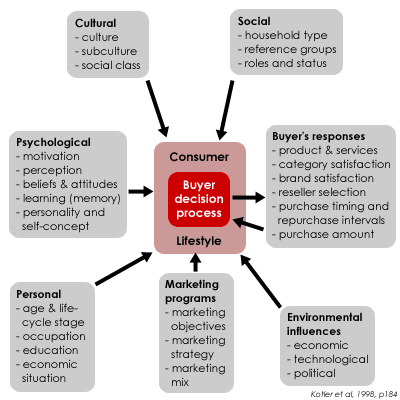 Cultural
- culture
- subculture
- social class
Social
- household type
- reference groups
- roles and status
Psychological
- motivation
- perception
- beliefs & attitudes
- learning (memory)
- personality and
self-concept
Consumer
Buyer
decision
process
Lifestyle
Buyer's responses
- product & services
- category satisfaction
- brand satisfaction
- reseller selection
- purchase timing and
repurchase intervals
- purchase amount
Personal
- age & life-
cycle stage
- occupation
- education
- economic
situation
Marketing
programs
- marketing
objectives
- marketing
strategy
- marketing
mix
Environmental
influences
- economic
- technological
- political
Kotler et al, 1998, p184